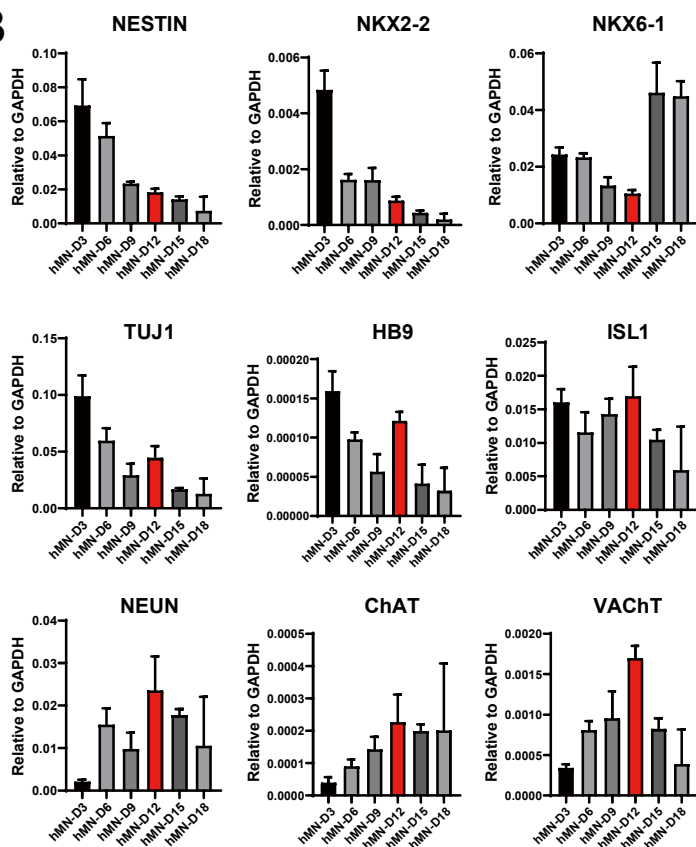 B
NESTIN
Relative to GAPDH
0.10
0.08
0.06
0.04
0.02
0.00
hMN-D3
hMN-D6
hMN-D9
hMN-D12
hMN-D15
hMN-D18
NKX2-2
Relative to GAPDH
0.006
0.004
0.002
0.000
hMN-D3
hMN-D6
hMN-D9
hMN-D12
hMN-D15
hMN-D18
NKX6-1
Relative to GAPDH
0.06
0.04
0.02
0.00
hMN-D3
hMN-D6
hMN-D9
hMN-D12
hMN-D15
hMN-D18
TUJ1
Relative to GAPDH
0.15
0.10
0.05
0.00
hMN-D3
hMN-D6
hMN-D9
hMN-D12
hMN-D15
hMN-D18
HB9
Relative to GAPDH
0.00020
0.00015
0.00010
0.00005
0.00000
hMN-D3
hMN-D6
hMN-D9
hMN-D12
hMN-D15
hMN-D18
ISL1
Relative to GAPDH
0.025
0.020
0.015
0.010
0.005
0.000
hMN-D3
hMN-D6
hMN-D9
hMN-D12
hMN-D15
hMN-D18
NEUN
Relative to GAPDH
0.04
0.03
0.02
0.01
0.00
hMN-D3
hMN-D6
hMN-D9
hMN-D12
hMN-D15
hMN-D18
ChAT
Relative to GAPDH
0.0005
0.0004
0.0003
0.0002
0.0001
0.0000
hMN-D3
hMN-D6
hMN-D9
hMN-D12
hMN-D15
hMN-D18
VAChT
Relative to GAPDH
0.0020
0.0015
0.0010
0.0005
0.0000
hMN-D3
hMN-D6
hMN-D9
hMN-D12
hMN-D15
hMN-D18